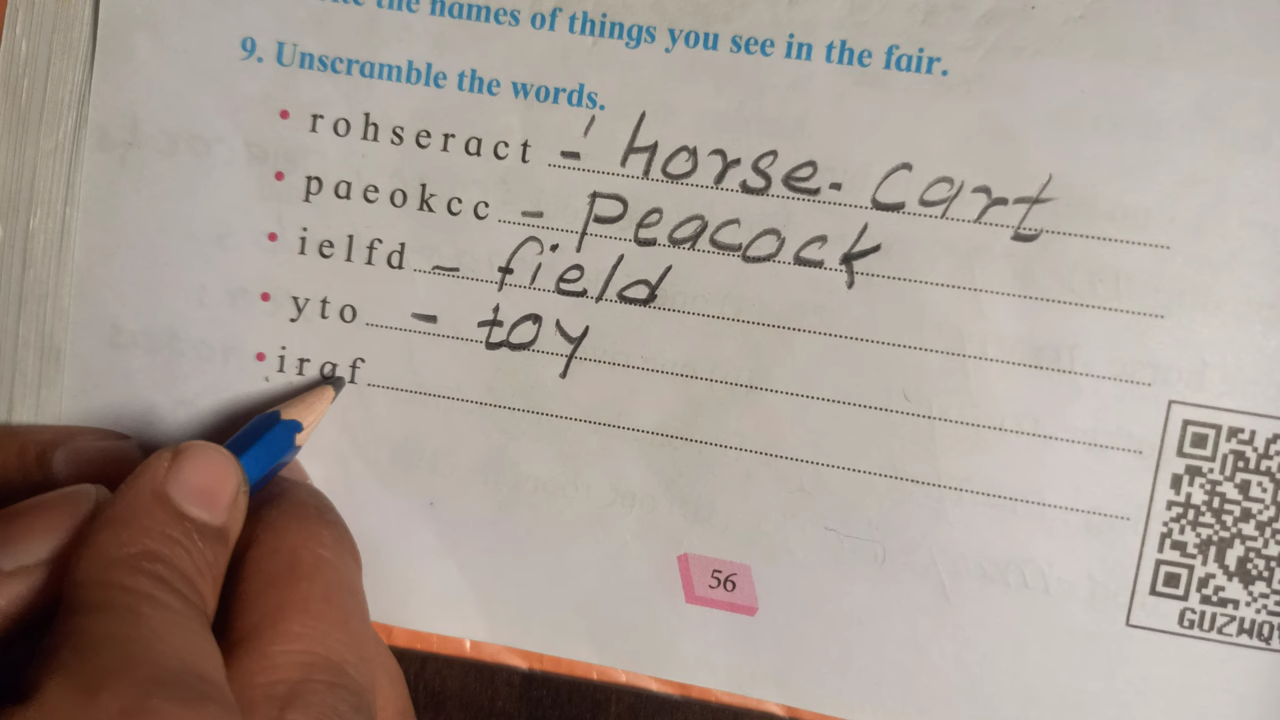 the names of things you see in the fair.
9. Unscramble the words.
• rohseract - horse-cart
• paeokcc - Peacock
• ielfd - field
• yto - toy
• iraf
56